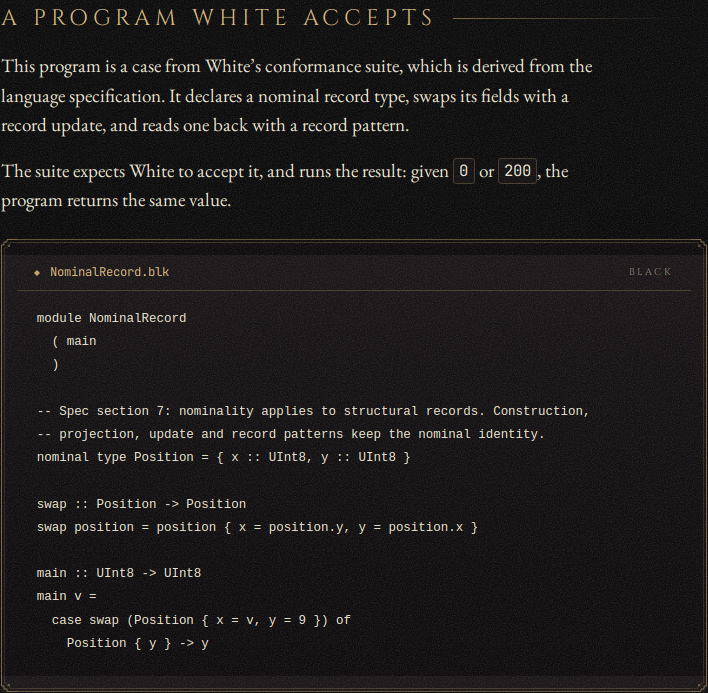 A PROGRAM WHITE ACCEPTS
This program is a case from White’s conformance suite, which is derived from the
language specification. It declares a nominal record type, swaps its fields with a
record update, and reads one back with a record pattern.
The suite expects White to accept it, and runs the result: given 0 or 200, the
program returns the same value.
◆ NominalRecord.blk BLACK
module NominalRecord
  ( main
  )
-- Spec section 7: nominality applies to structural records. Construction,
-- projection, update and record patterns keep the nominal identity.
nominal type Position = { x :: UInt8, y :: UInt8 }
swap :: Position -> Position
swap position = position { x = position.y, y = position.x }
main :: UInt8 -> UInt8
main v =
  case swap (Position { x = v, y = 9 }) of
    Position { y } -> y